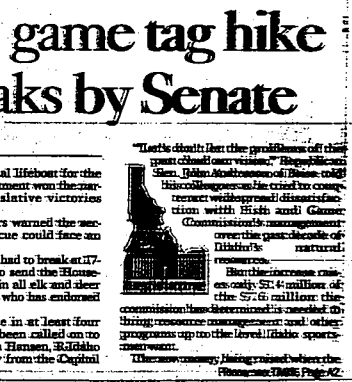 game tag hike
aks by Senate
al lifeboat for the
ment won the nar-
slative victories
rs warned the sec-
cue could face an
had to break at 17-
o send the House-
in all elk and deer
who has endorsed
e in at least four
been called on to
Hansen, R-Idaho
from the Capitol
"Let's don't let the problems of the
past cloud our vision," Republican
Sen. John Andreason of Boise told
his colleagues as he tried to coun-
teract widespread dissatisfac-
tion with Fish and Game
Commission's management
over the past decade of
Idaho's natural
resources.
But the increase rais-
es only $2.4 million of
the $7.6 million the
commission has determined is needed to
bring resource management and other
programs up to the level Idaho sports-
men want.
The new money, being raised when the
Please see TAGS, Page A2